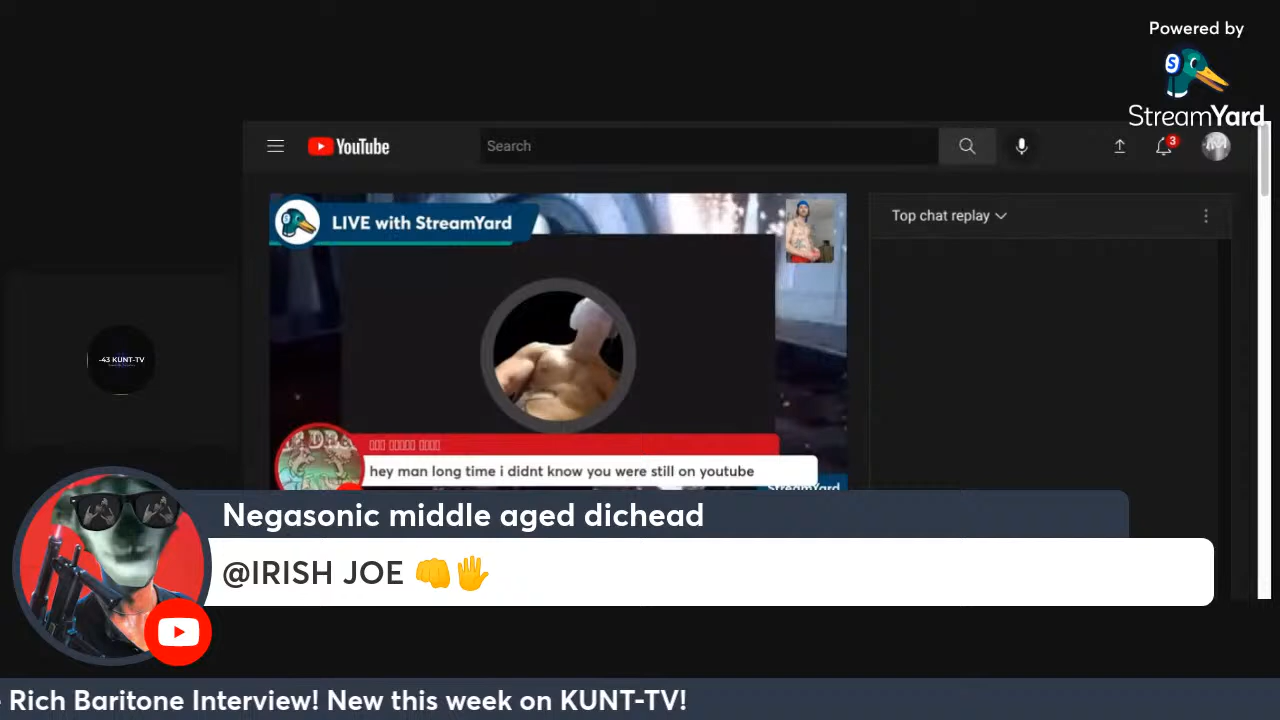 Powered by
StreamYard
YouTube
Search
3
Top chat replay
LIVE with StreamYard
-43 KUNT-TV
hey man long time i didnt know you were still on youtube
StreamYard
Negasonic middle aged dichead
@IRISH JOE 👊🖐
Rich Baritone Interview! New this week on KUNT-TV!